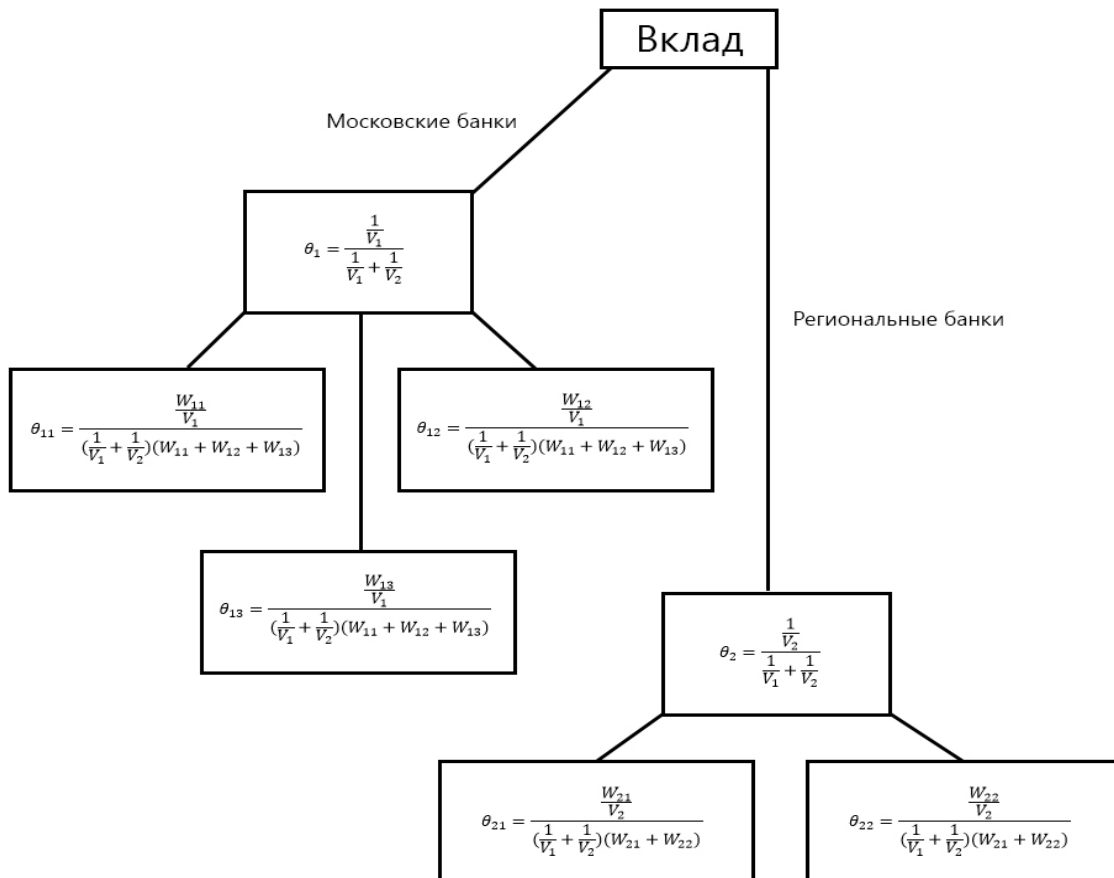 Вклад
Московские банки
θ₁ = (1/V₁) / (1/V₁ + 1/V₂)
Региональные банки
θ₁₁ = (W₁₁/V₁) / ((1/V₁ + 1/V₂)(W₁₁ + W₁₂ + W₁₃))
θ₁₂ = (W₁₂/V₁) / ((1/V₁ + 1/V₂)(W₁₁ + W₁₂ + W₁₃))
θ₁₃ = (W₁₃/V₁) / ((1/V₁ + 1/V₂)(W₁₁ + W₁₂ + W₁₃))
θ₂ = (1/V₂) / (1/V₁ + 1/V₂)
θ₂₁ = (W₂₁/V₂) / ((1/V₁ + 1/V₂)(W₂₁ + W₂₂))
θ₂₂ = (W₂₂/V₂) / ((1/V₁ + 1/V₂)(W₂₁ + W₂₂))